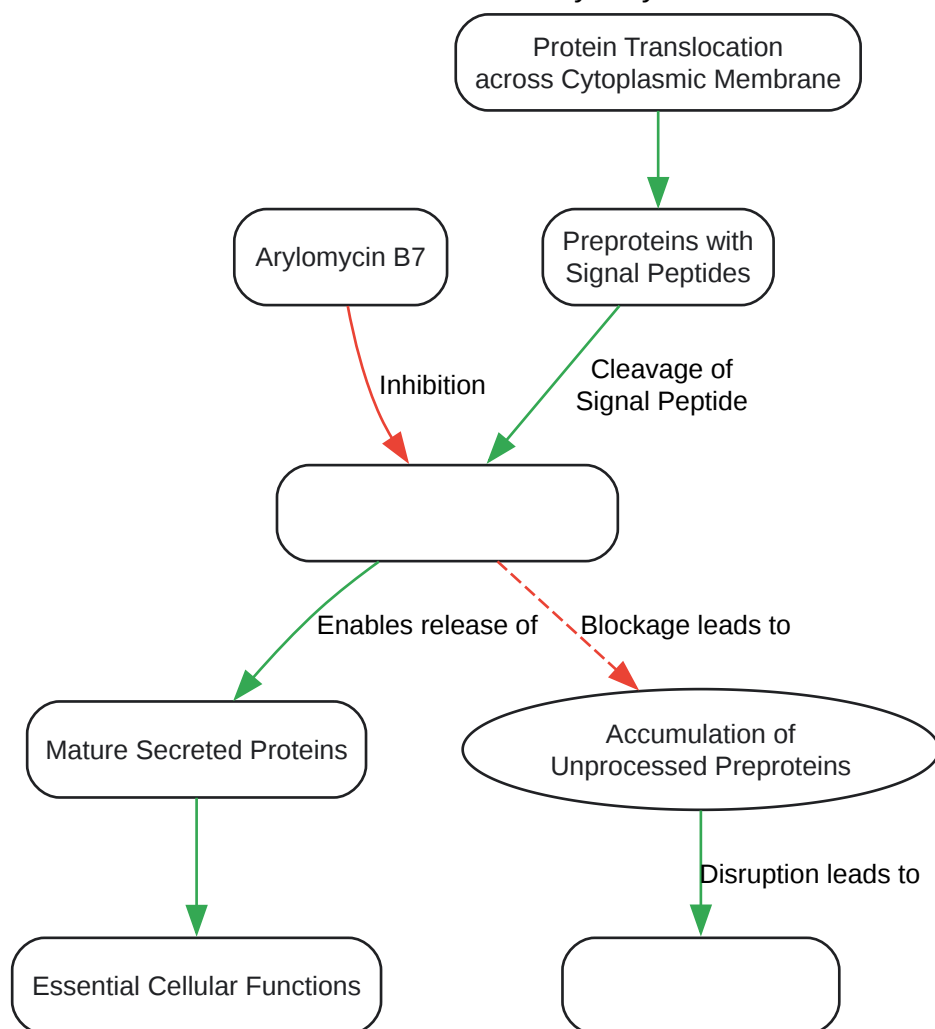 Protein Translocation
across Cytoplasmic Membrane
Arylomycin B7
Preproteins with
Signal Peptides
Inhibition
Cleavage of
Signal Peptide
Enables release of
Blockage leads to
Mature Secreted Proteins
Accumulation of
Unprocessed Preproteins
Disruption leads to
Essential Cellular Functions